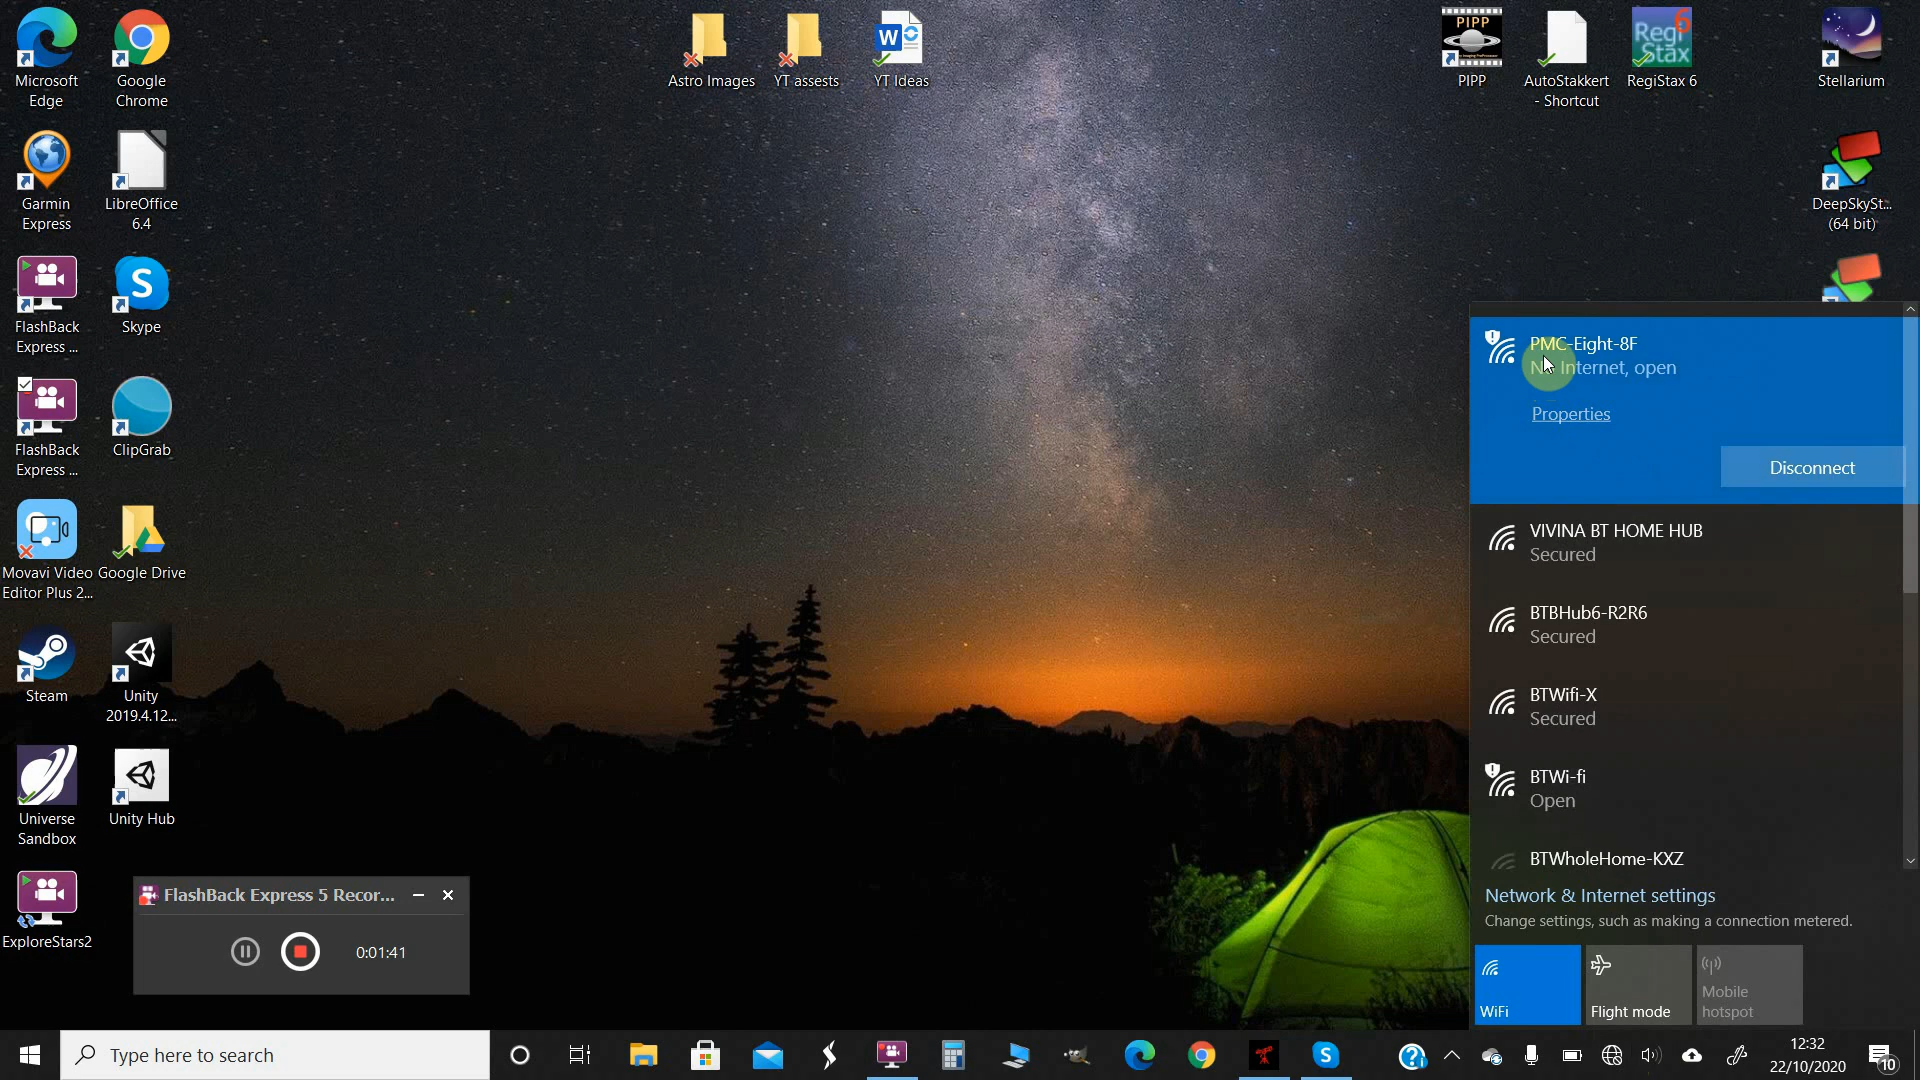 Microsoft
Edge
Google
Chrome
Astro Images
YT assests
YT Ideas
PIPP
PIPP
AutoStakkert
- Shortcut
Regi
Stax
6
RegiStax 6
Stellarium
Garmin
Express
LibreOffice
6.4
DeepSkySt...
(64 bit)
FlashBack
Express ...
Skype
FlashBack
Express ...
ClipGrab
Movavi Video
Editor Plus 2...
Google Drive
Steam
Unity
2019.4.12...
Universe
Sandbox
Unity Hub
ExploreStars2
FlashBack Express 5 Recor...
0:01:41
PMC-Eight-8F
No Internet, open
Properties
Disconnect
VIVINA BT HOME HUB
Secured
BTBHub6-R2R6
Secured
BTWifi-X
Secured
BTWi-fi
Open
BTWholeHome-KXZ
Network & Internet settings
Change settings, such as making a connection metered.
WiFi
Flight mode
Mobile
hotspot
Type here to search
12:32
22/10/2020
10